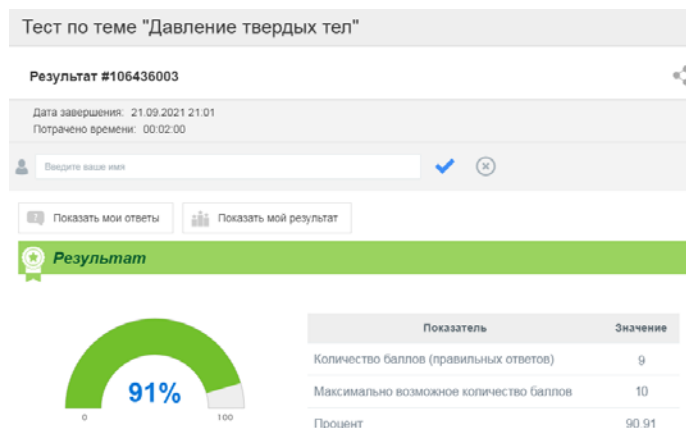 Тест по теме "Давление твердых тел"
Результат #106436003
Дата завершения: 21.09.2021 21:01
Потрачено времени: 00:02:00
Введите ваше имя
Показать мои ответы Показать мой результат
Результат
Показатель Значение
Количество баллов (правильных ответов) 9
91% Максимально возможное количество баллов 10
0 100
Процент 90.91